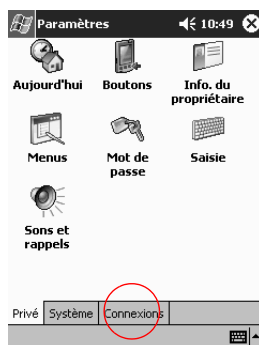 Paramètres 10:49
Aujourd'hui Boutons Info. du
propriétaire
Menus Mot de Saisie
passe
Sons et
rappels
Privé Système Connexions